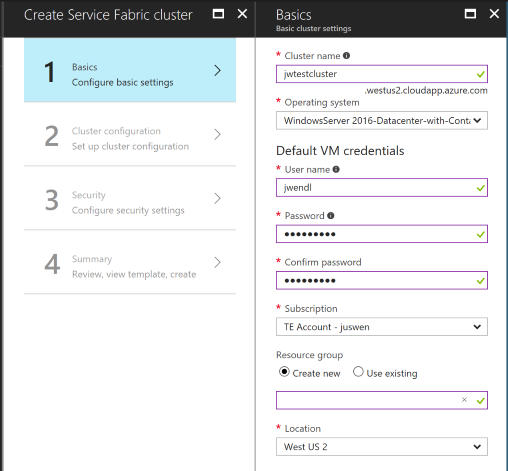 Create Service Fabric cluster
1
Basics
Configure basic settings
2
Cluster configuration
Set up cluster configuration
3
Security
Configure security settings
4
Summary
Review, view template, create
Basics
Basic cluster settings
* Cluster name
jwtestcluster
.westus2.cloudapp.azure.com
* Operating system
WindowsServer 2016-Datacenter-with-Conta
Default VM credentials
* User name
jwendl
* Password
•••••••••
* Confirm password
•••••••••
* Subscription
TE Account - juswen
Resource group
Create new Use existing
* Location
West US 2